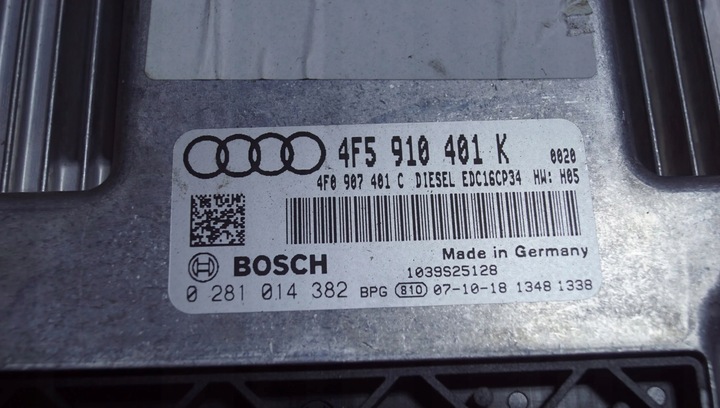 4F5 910 401 K 0020
4F0 907 401 C DIESEL EDC16CP34 HW: H05
BOSCH Made in Germany
1039S25128
0 281 014 382 BPG 810 07-10-18 1348 1338